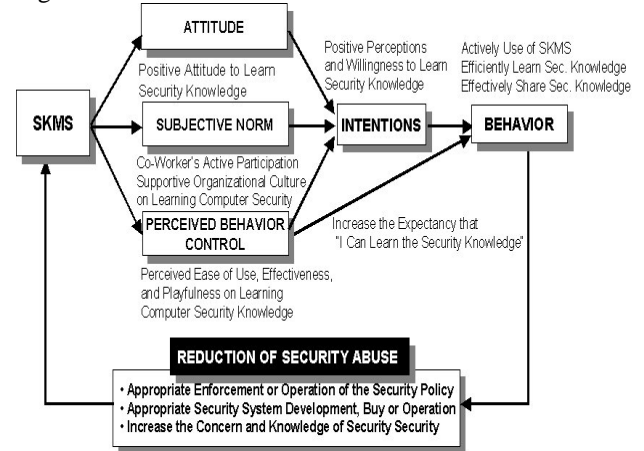 ATTITUDE
Positive Attitude to Learn
Security Knowledge
Positive Perceptions
and Willingness to Learn
Security Knowledge
Actively Use of SKMS
Efficiently Learn Sec. Knowledge
Effectively Share Sec. Knowledge
SKMS
SUBJECTIVE NORM
INTENTIONS
BEHAVIOR
Co-Worker's Active Participation
Supportive Organizational Culture
on Learning Computer Security
PERCEIVED BEHAVIOR
CONTROL
Increase the Expectancy that
"I Can Learn the Security Knowledge"
Perceived Ease of Use, Effectiveness,
and Playfulness on Learning
Computer Security Knowledge
REDUCTION OF SECURITY ABUSE
• Appropriate Enforcement or Operation of the Security Policy
• Appropriate Security System Development, Buy or Operation
• Increase the Concern and Knowledge of Security Security